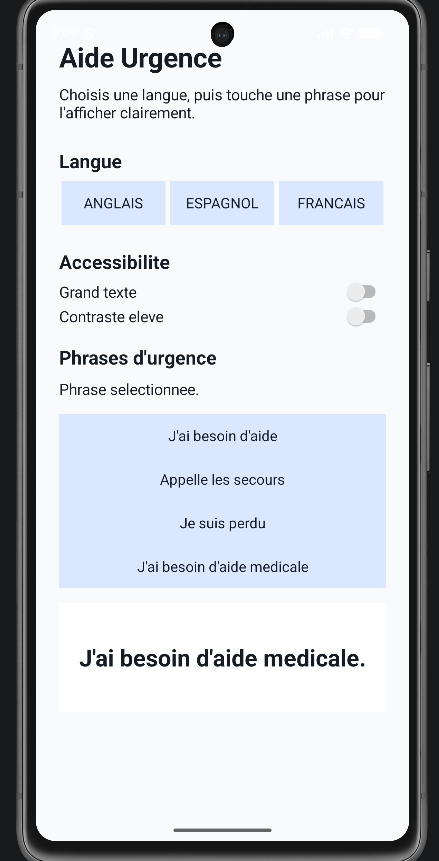 Aide Urgence
Choisis une langue, puis touche une phrase pour
l'afficher clairement.
Langue
ANGLAIS ESPAGNOL FRANCAIS
Accessibilite
Grand texte
Contraste eleve
Phrases d'urgence
Phrase selectionnee.
J'ai besoin d'aide
Appelle les secours
Je suis perdu
J'ai besoin d'aide medicale
J'ai besoin d'aide medicale.